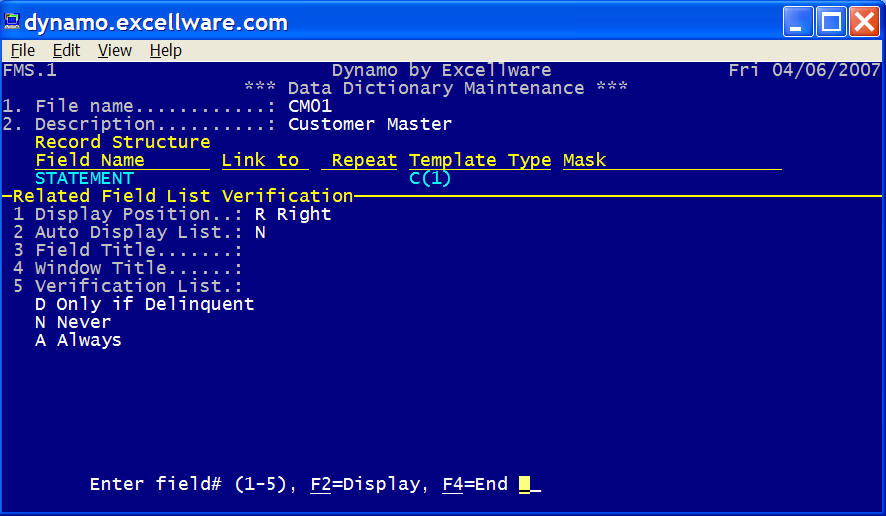 dynamo.excellware.com
File Edit View Help
FMS.1 Dynamo by Excellware Fri 04/06/2007
*** Data Dictionary Maintenance ***
1. File name............: CM01
2. Description..........: Customer Master
Record Structure
Field Name Link to Repeat Template Type Mask
STATEMENT C(1)
Related Field List Verification
1 Display Position..: R Right
2 Auto Display List.: N
3 Field Title.......:
4 Window Title......:
5 Verification List.:
D Only if Delinquent
N Never
A Always
Enter field# (1-5), F2=Display, F4=End